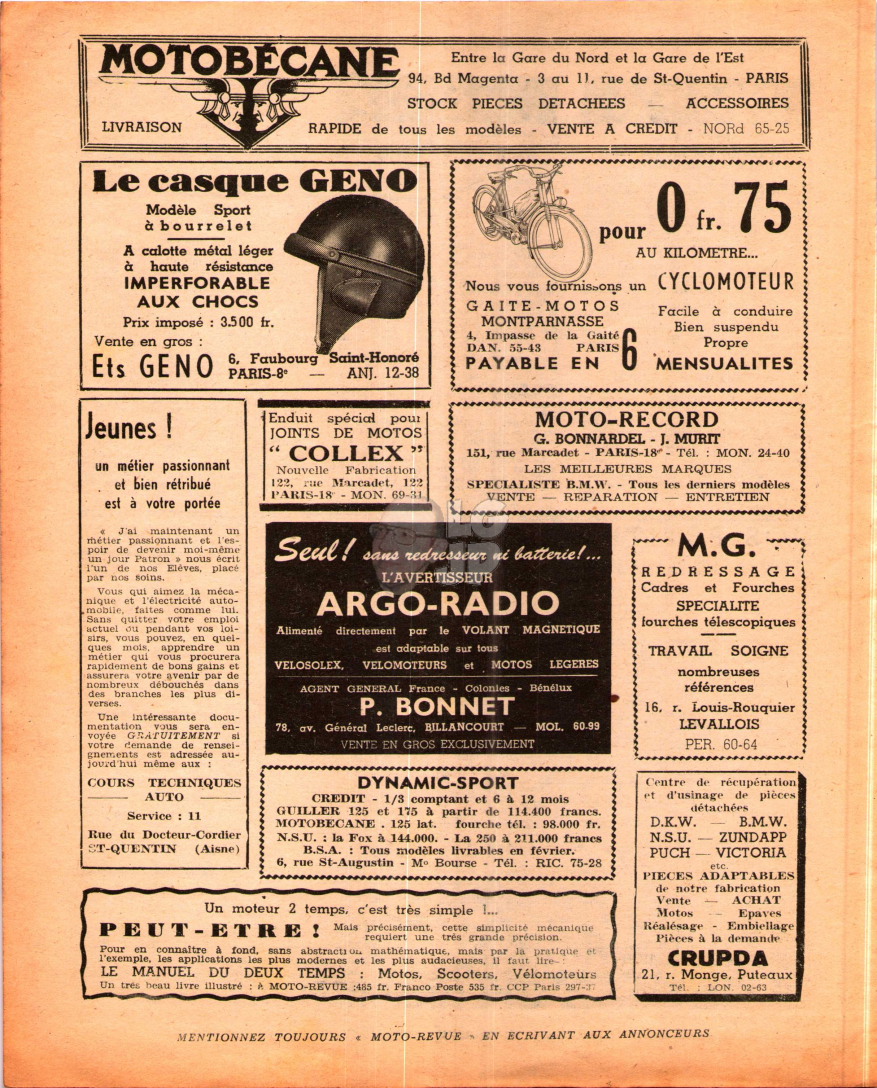 MOTOBÉCANE
Entre la Gare du Nord et la Gare de l'Est
94, Bd Magenta - 3 au 11, rue de St-Quentin - PARIS
STOCK PIECES DETACHEES — ACCESSOIRES
LIVRAISON RAPIDE de tous les modèles - VENTE A CREDIT - NORd 65-25
Le casque GENO
Modèle Sport
à bourrelet
A calotte métal léger
à haute résistance
IMPERFORABLE
AUX CHOCS
Prix imposé : 3.500 fr.
Vente en gros :
Ets GENO 6, Faubourg Saint-Honoré
PARIS-8e — ANJ. 12-38
pour 0 fr. 75
AU KILOMETRE...
Nous vous fournissons un CYCLOMOTEUR
GAITE-MOTOS
MONTPARNASSE
4, Impasse de la Gaité
DAN. 55-43 PARIS
Facile à conduire
Bien suspendu
Propre
PAYABLE EN 6 MENSUALITES
Jeunes !
un métier passionnant
et bien rétribué
est à votre portée
« J'ai maintenant un
métier passionnant et l'es-
poir de devenir moi-même
un jour Patron » nous écrit
l'un de nos Elèves, placé
par nos soins.
Vous qui aimez la méca-
nique et l'électricité auto-
mobile, faites comme lui.
Sans quitter votre emploi
actuel ou pendant vos loi-
sirs, vous pouvez, en quel-
ques mois, apprendre un
métier qui vous procurera
rapidement de bons gains et
assurera votre avenir par de
nombreux débouchés dans
des branches les plus di-
verses.
Une intéressante docu-
mentation vous sera en-
voyée GRATUITEMENT si
votre demande de rensei-
gnements est adressée au-
jourd'hui même aux :
COURS TECHNIQUES
AUTO
Service : 11
Rue du Docteur-Cordier
ST-QUENTIN (Aisne)
Enduit spécial pour
JOINTS DE MOTOS
“ COLLEX ”
Nouvelle Fabrication
122, rue Marcadet, 122
PARIS-18e - MON. 69-31
MOTO-RECORD
G. BONNARDEL - J. MURIT
151, rue Marcadet - PARIS-18e - Tél. : MON. 24-40
LES MEILLEURES MARQUES
SPECIALISTE B.M.W. - Tous les derniers modèles
VENTE — REPARATION — ENTRETIEN
Seul ! sans redresseur ni batterie !...
L'AVERTISSEUR
ARGO-RADIO
Alimenté directement par le VOLANT MAGNETIQUE
est adaptable sur tous
VELOSOLEX, VELOMOTEURS et MOTOS LEGERES
AGENT GENERAL France - Colonies - Bénélux
P. BONNET
78, av. Général Leclerc, BILLANCOURT — MOL. 60-99
VENTE EN GROS EXCLUSIVEMENT
M.G.
REDRESSAGE
Cadres et Fourches
SPECIALITE
fourches télescopiques
TRAVAIL SOIGNE
nombreuses
références
16, r. Louis-Rouquier
LEVALLOIS
PER. 60-64
DYNAMIC-SPORT
CREDIT - 1/3 comptant et 6 à 12 mois
GUILLER 125 et 175 à partir de 114.400 francs.
MOTOBECANE . 125 lat. fourche tél. : 98.000 fr.
N.S.U. : la Fox à 144.000. - La 250 à 211.000 francs
B.S.A. : Tous modèles livrables en février.
6, rue St-Augustin - Mo Bourse - Tél. : RIC. 75-28
Centre de récupération
et d'usinage de pièces
détachées
D.K.W. — B.M.W.
N.S.U. — ZUNDAPP
PUCH — VICTORIA
etc.
PIECES ADAPTABLES
de notre fabrication
Vente — ACHAT
Motos — Epaves
Réalésage - Embiellage
Pièces à la demande
CRUPDA
21, r. Monge, Puteaux
Tél. : LON. 02-63
Un moteur 2 temps, c'est très simple !...
PEUT-ETRE ! Mais précisément, cette simplicité mécanique
requiert une très grande précision.
Pour en connaître à fond, sans abstraction mathématique, mais par la pratique et
l'exemple, les applications les plus modernes et les plus audacieuses, il faut lire :
LE MANUEL DU DEUX TEMPS : Motos, Scooters, Vélomoteurs
Un très beau livre illustré : à MOTO-REVUE :485 fr. Franco Poste 535 fr. CCP Paris 297-37
MENTIONNEZ TOUJOURS « MOTO-REVUE » EN ECRIVANT AUX ANNONCEURS